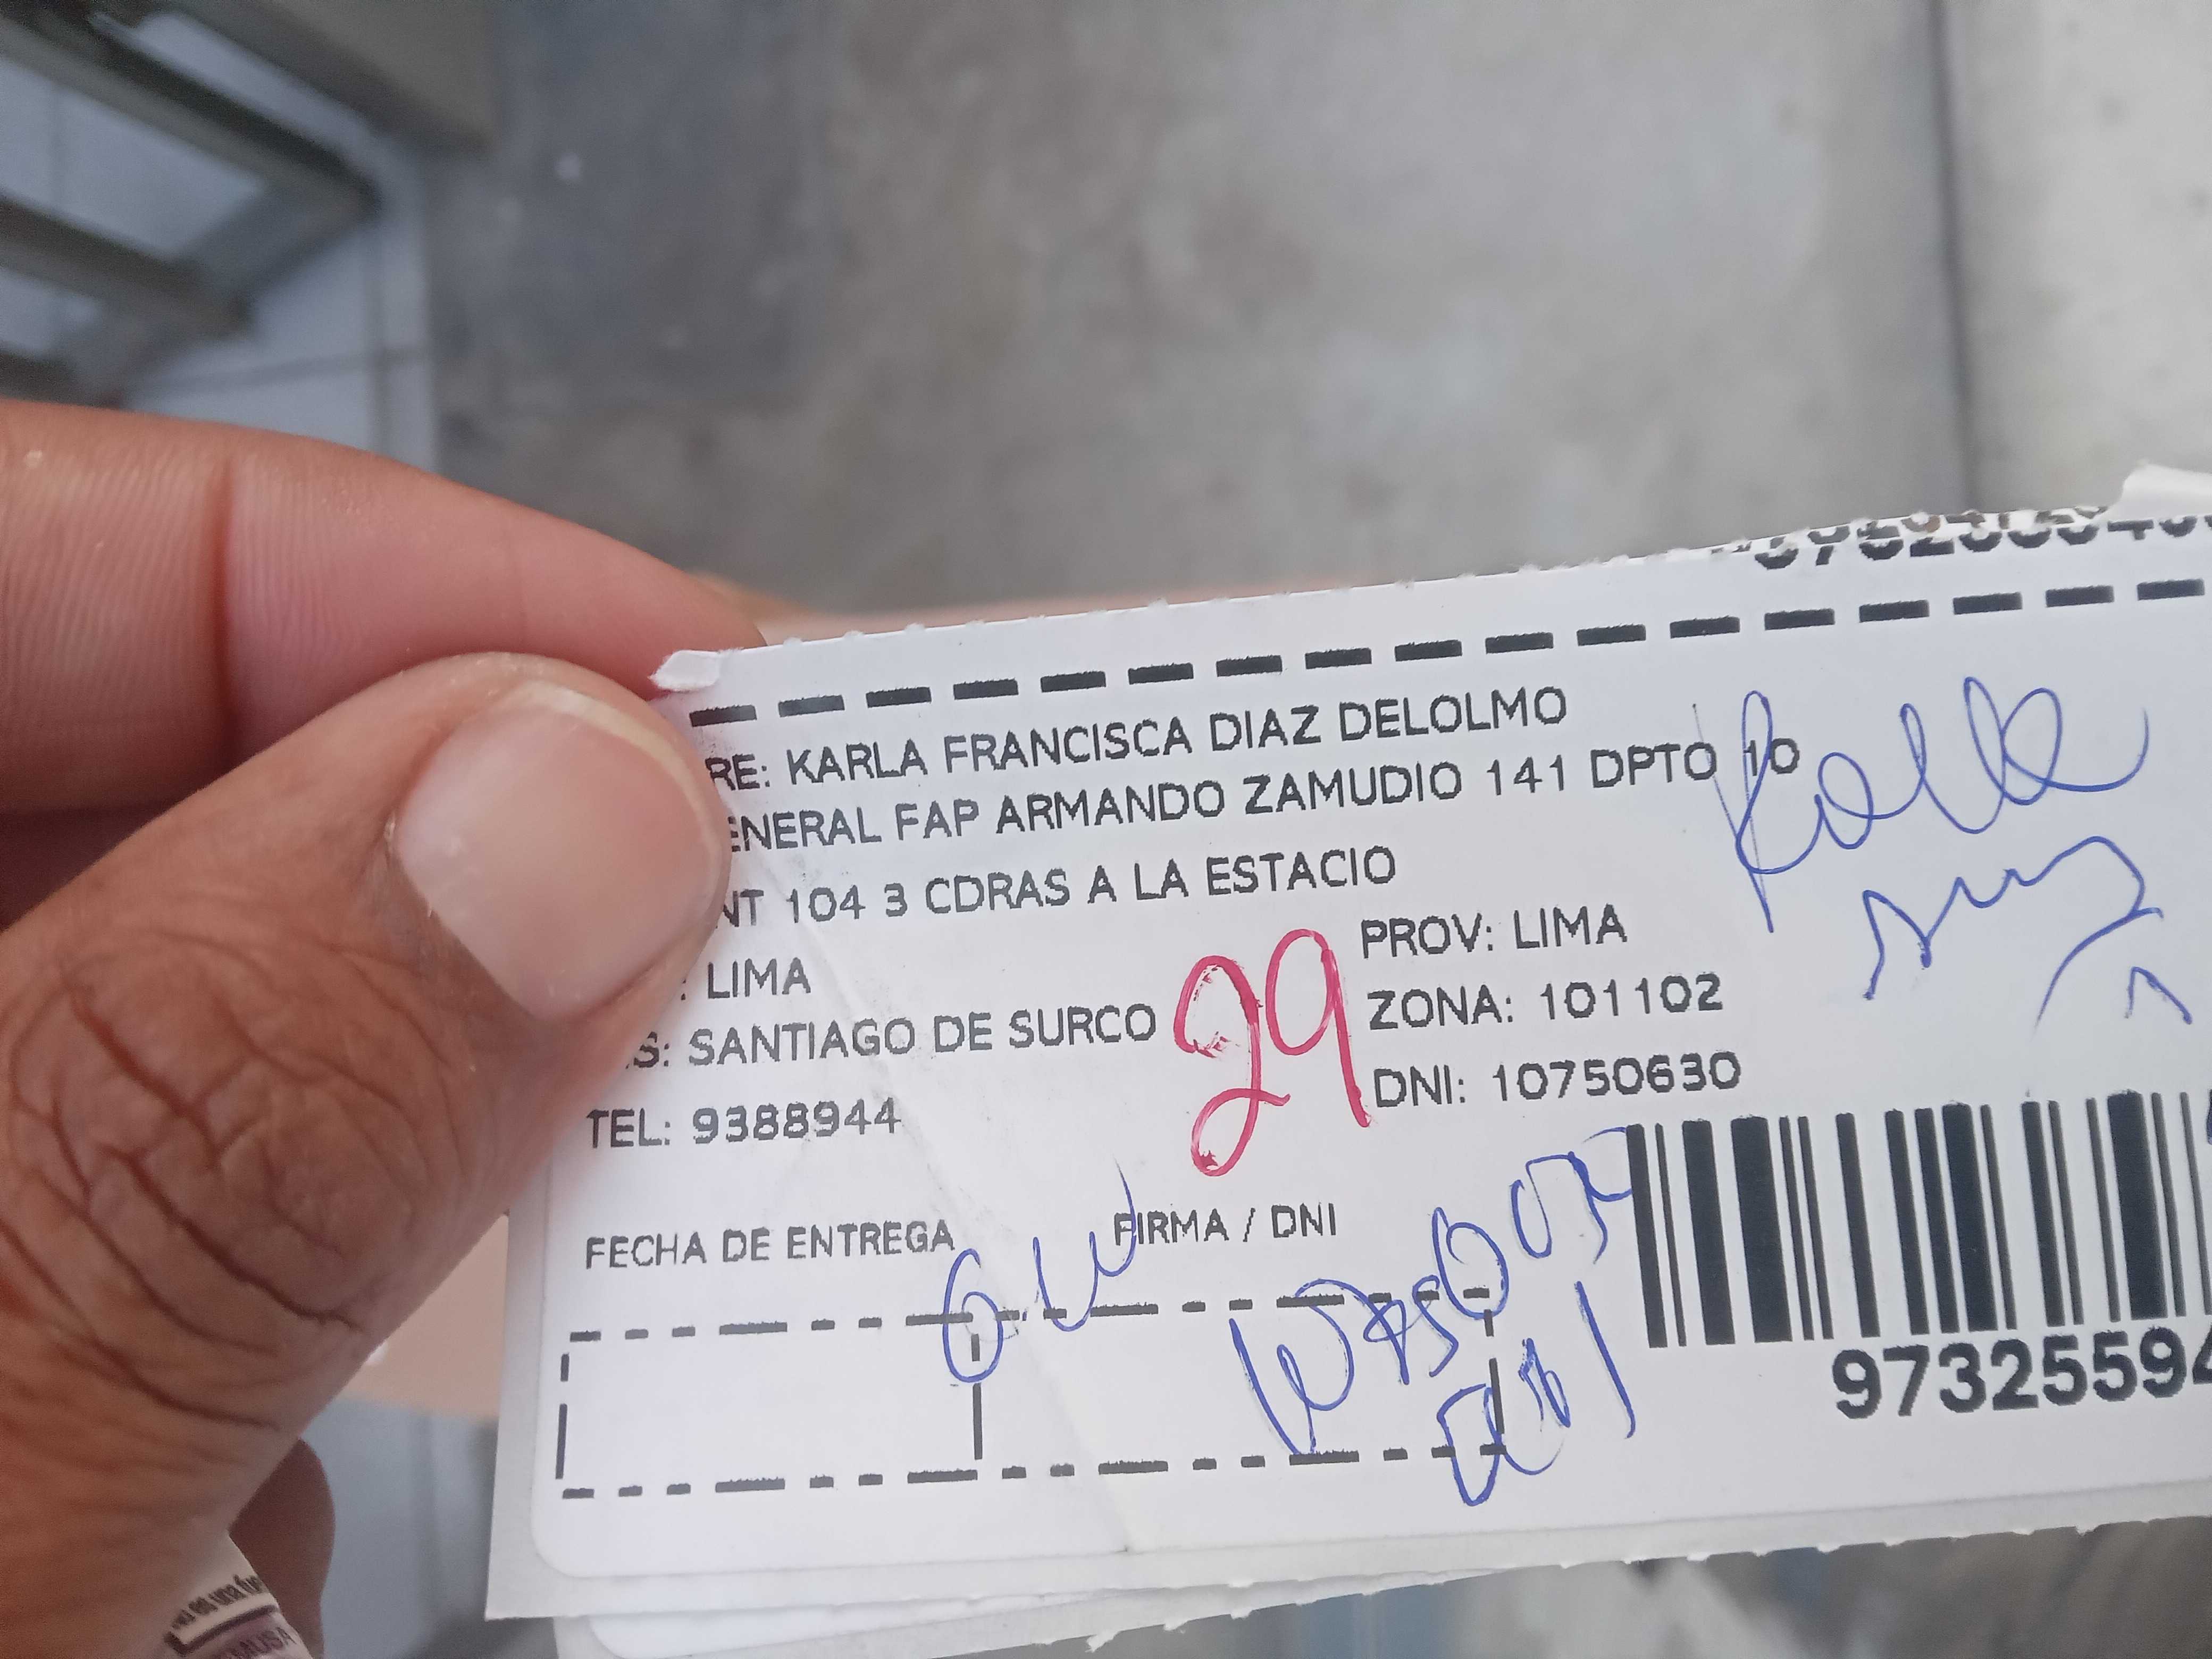 RE: KARLA FRANCISCA DIAZ DELOLMO
ENERAL FAP ARMANDO ZAMUDIO 141 DPTO 10
NT 104 3 CDRAS A LA ESTACIO
: LIMA
PROV: LIMA
S: SANTIAGO DE SURCO
29
ZONA: 101102
TEL: 9388944
DNI: 10750630
FECHA DE ENTREGA
FIRMA / DNI
9732559